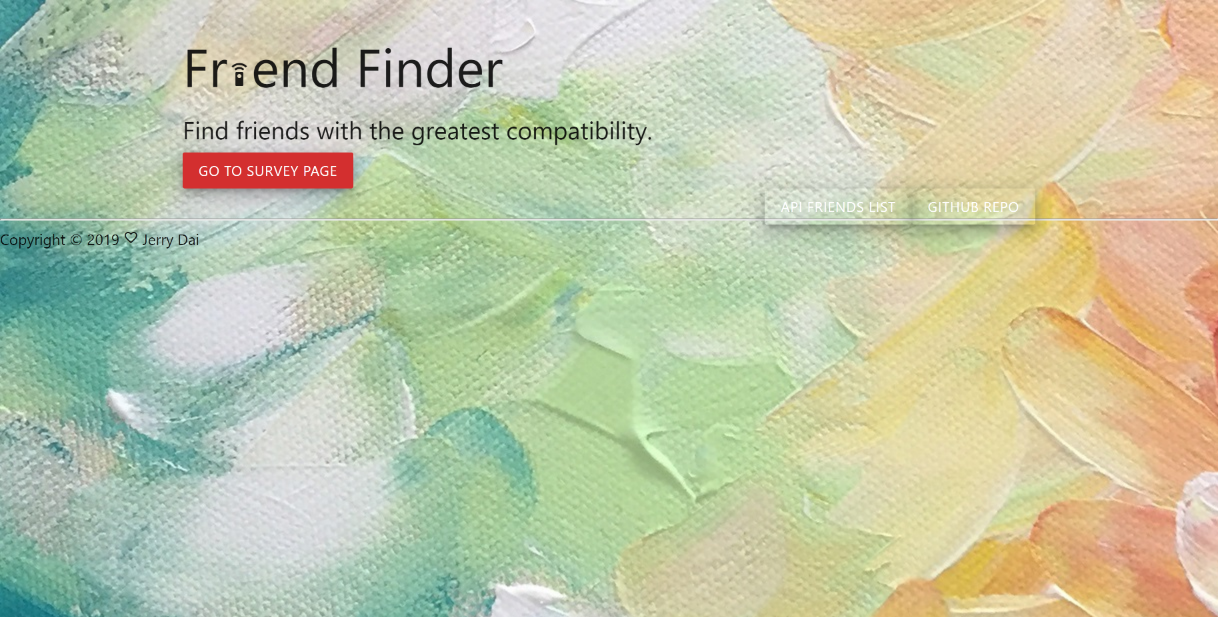 Friend Finder
Find friends with the greatest compatibility.
GO TO SURVEY PAGE
API FRIENDS LIST GITHUB REPO
Copyright © 2019 ♡ Jerry Dai